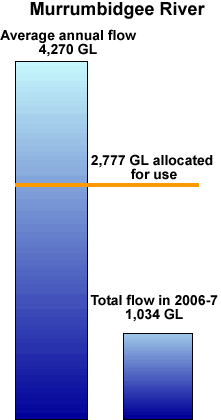 Murrumbidgee River
Average annual flow
4,270 GL
2,777 GL allocated
for use
Total flow in 2006-7
1,034 GL